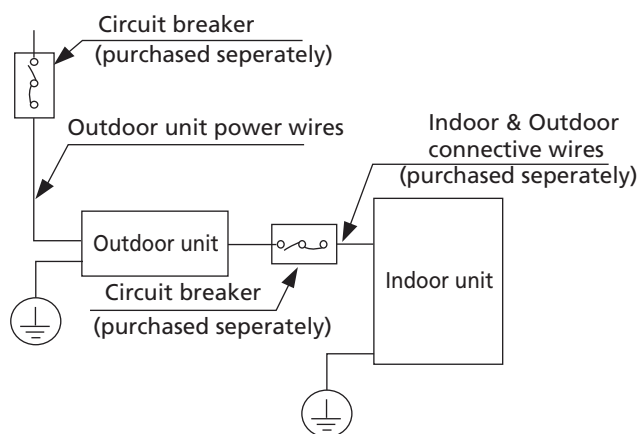 Circuit breaker
(purchased seperately)
Outdoor unit power wires
Indoor & Outdoor
connective wires
(purchased seperately)
Outdoor unit
Circuit breaker
(purchased seperately)
Indoor unit